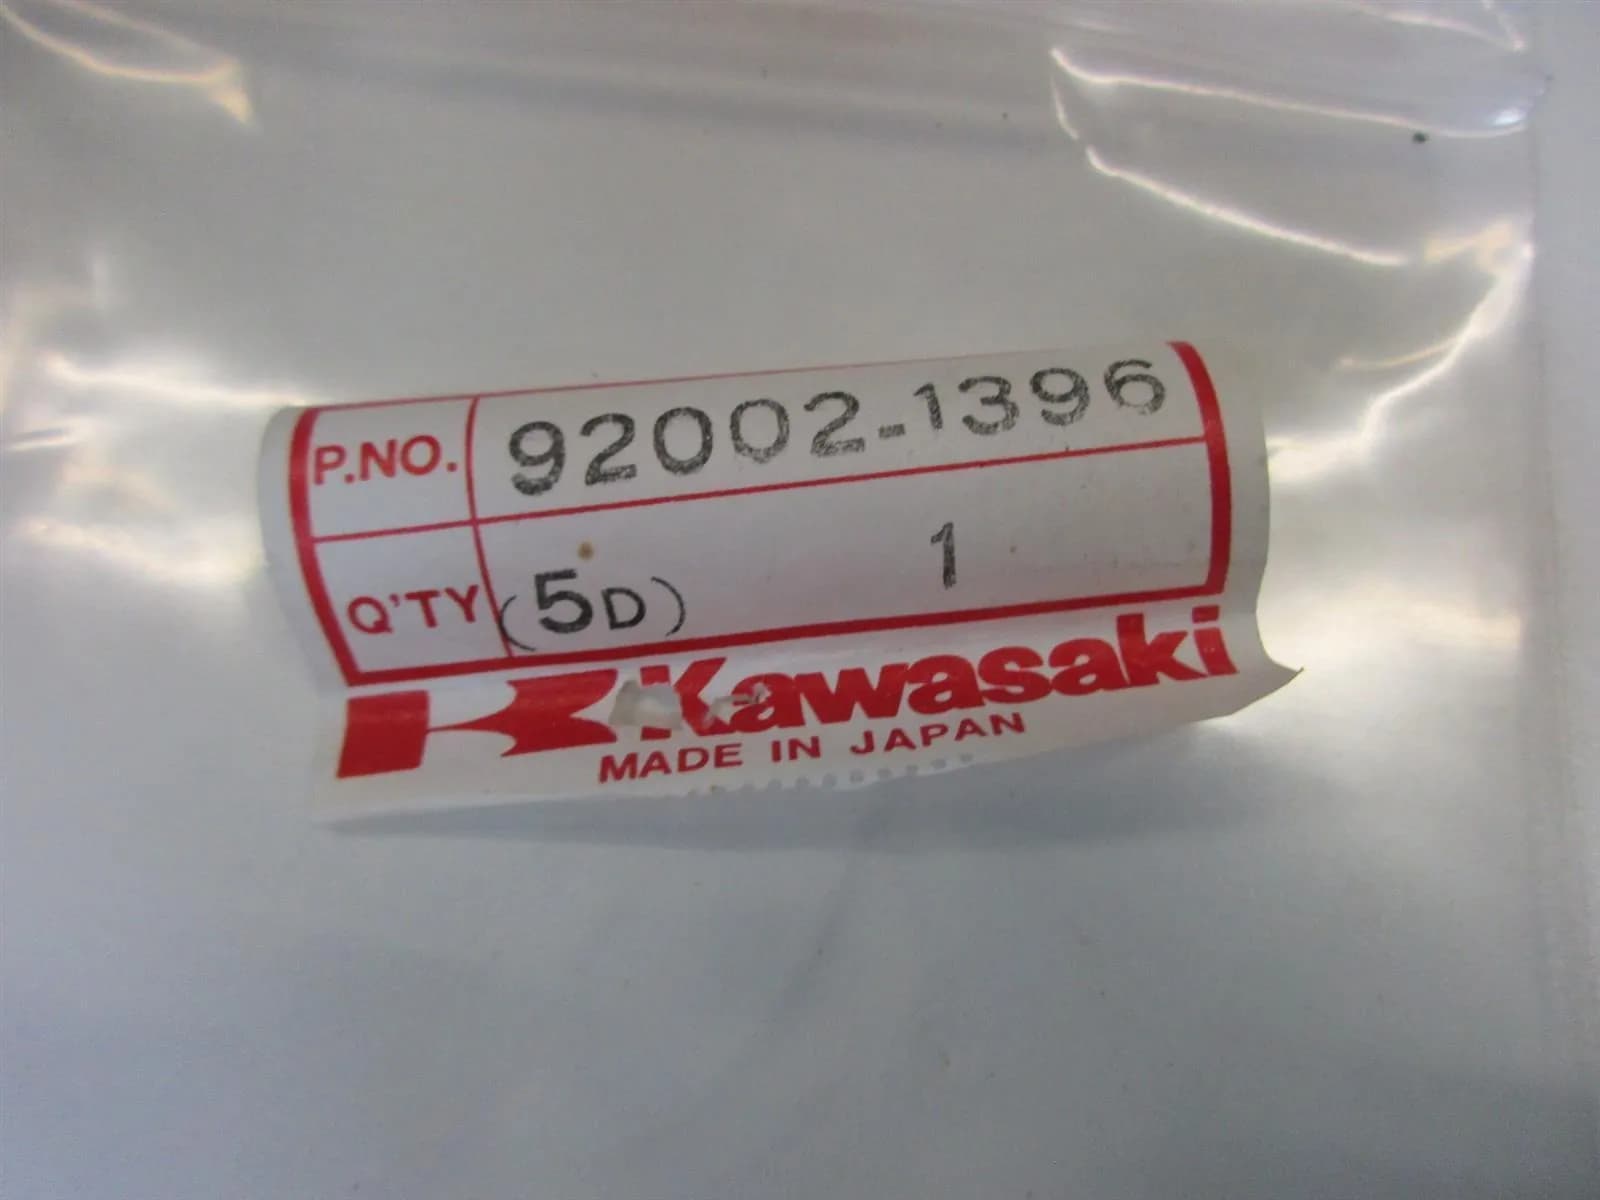 P.NO. 92002-1396
Q'TY (5D) 1
Kawasaki
MADE IN JAPAN